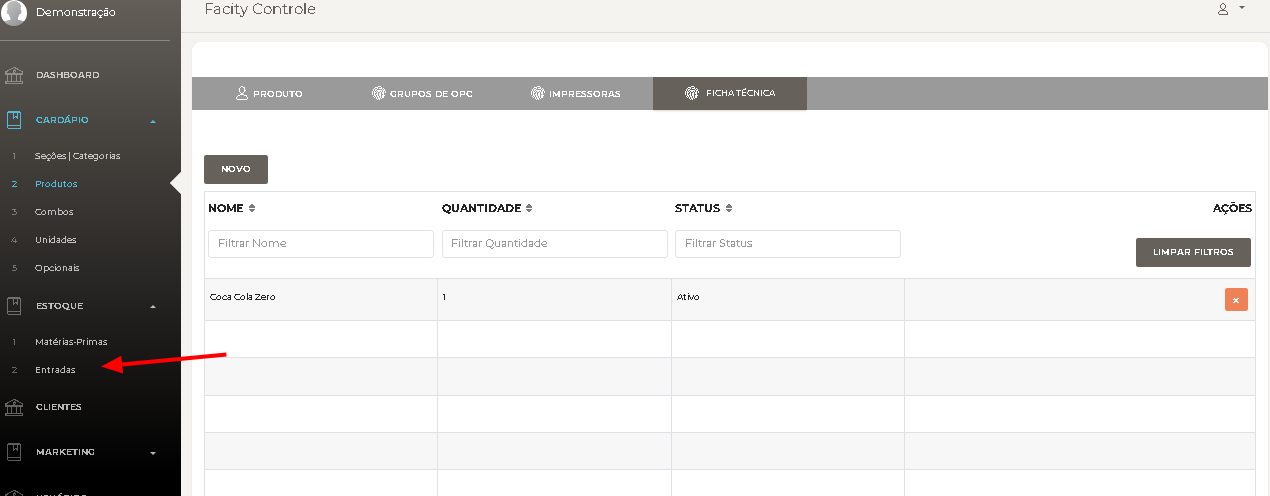 Demonstração
Facity Controle
DASHBOARD
CARDÁPIO
1 Seções | Categorias
2 Produtos
3 Combos
4 Unidades
5 Opcionais
ESTOQUE
1 Matérias-Primas
2 Entradas
CLIENTES
MARKETING
PRODUTO GRUPOS DE OPC IMPRESSORAS FICHA TÉCNICA
NOVO
NOME QUANTIDADE STATUS AÇÕES
Filtrar Nome Filtrar Quantidade Filtrar Status LIMPAR FILTROS
Coca Cola Zero 1 Ativo x